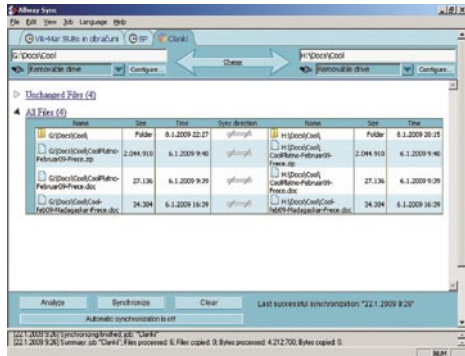 Allway Sync
File Edit View Job Language Help
Vik+Mar SUBs in obračuni SP Clanki
G:\Docs\Cool
Change
H:\Docs\Cool
Removable drive Configure...
Removable drive Configure...
Unchanged Files (4)
All Files (4)
Name Size Time Sync direction Name Size Time
G:\Docs\Cool\ Folder 8.1.2009 22:27 H:\Docs\Cool\ Folder 8.1.2009 20:15
G:\Docs\Cool\CoolPlatno-Februar09-Frece.zip 2.044.910 6.1.2009 9:40 H:\Docs\Cool\CoolPlatno-Februar09-Frece.zip 2.044.910 6.1.2009 9:40
G:\Docs\Cool\CoolPlatno-Februar09-Frece.doc 27.136 6.1.2009 9:39 H:\Docs\Cool\CoolPlatno-Februar09-Frece.doc 27.136 6.1.2009 9:39
G:\Docs\Cool\Cool-Feb09-Madagaskar-Frece.doc 24.304 6.1.2009 16:39 H:\Docs\Cool\Cool-Feb09-Madagaskar-Frece.doc 24.304 6.1.2009 16:39
Analyze Synchronize Clear Last successful synchronization "22.1.2009 9:26"
Automatic synchronization is off
[22.1.2009 9:26] Synchronizing finished, job: "Clanki"
[22.1.2009 9:26] Summary: job "Clanki"; Files processed: 6; Files copied: 0; Bytes processed: 4.212.700; Bytes copied: 0.
NUM